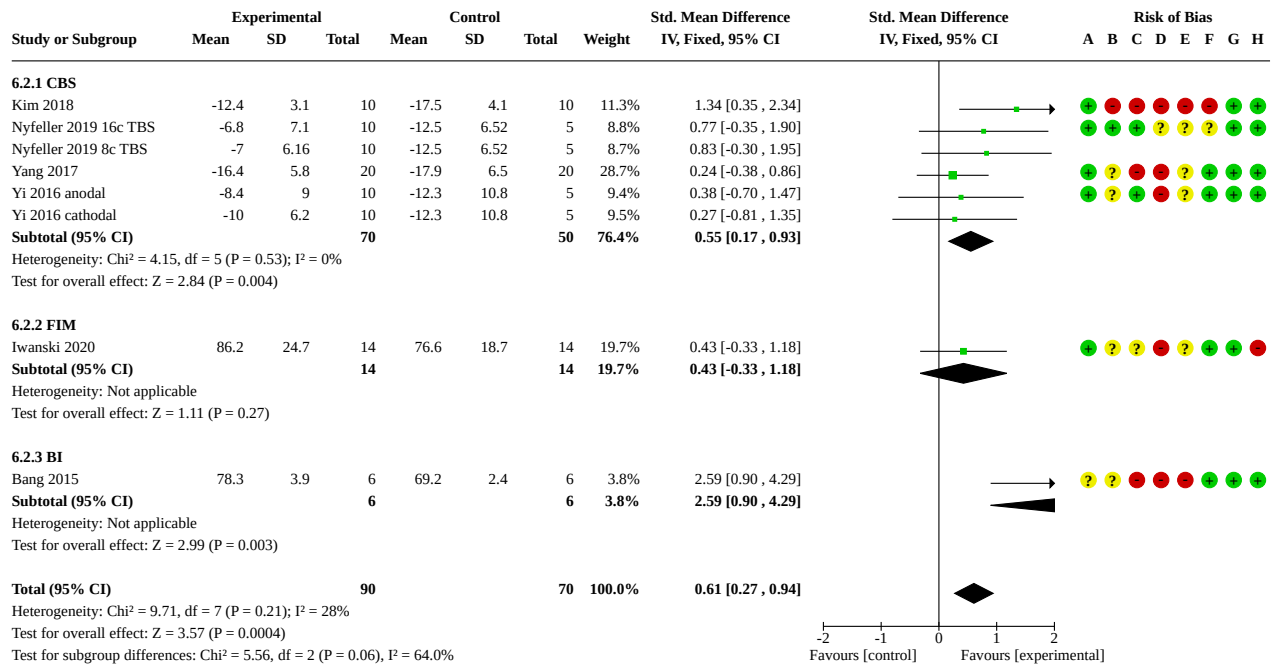 Experimental Control Std. Mean Difference Std. Mean Difference Risk of Bias
Study or Subgroup Mean SD Total Mean SD Total Weight IV, Fixed, 95% CI IV, Fixed, 95% CI A B C D E F G H
6.2.1 CBS
Kim 2018 -12.4 3.1 10 -17.5 4.1 10 11.3% 1.34 [0.35 , 2.34] + - - - - - + +
Nyfeller 2019 16c TBS -6.8 7.1 10 -12.5 6.52 5 8.8% 0.77 [-0.35 , 1.90] + + + ? ? ? + +
Nyfeller 2019 8c TBS -7 6.16 10 -12.5 6.52 5 8.7% 0.83 [-0.30 , 1.95]
Yang 2017 -16.4 5.8 20 -17.9 6.5 20 28.7% 0.24 [-0.38 , 0.86] + ? - - ? + + +
Yi 2016 anodal -8.4 9 10 -12.3 10.8 5 9.4% 0.38 [-0.70 , 1.47] + ? + - ? + + +
Yi 2016 cathodal -10 6.2 10 -12.3 10.8 5 9.5% 0.27 [-0.81 , 1.35]
Subtotal (95% CI) 70 50 76.4% 0.55 [0.17 , 0.93]
Heterogeneity: Chi² = 4.15, df = 5 (P = 0.53); I² = 0%
Test for overall effect: Z = 2.84 (P = 0.004)
6.2.2 FIM
Iwanski 2020 86.2 24.7 14 76.6 18.7 14 19.7% 0.43 [-0.33 , 1.18] + ? ? - ? + + -
Subtotal (95% CI) 14 14 19.7% 0.43 [-0.33 , 1.18]
Heterogeneity: Not applicable
Test for overall effect: Z = 1.11 (P = 0.27)
6.2.3 BI
Bang 2015 78.3 3.9 6 69.2 2.4 6 3.8% 2.59 [0.90 , 4.29] ? ? - - - + + +
Subtotal (95% CI) 6 6 3.8% 2.59 [0.90 , 4.29]
Heterogeneity: Not applicable
Test for overall effect: Z = 2.99 (P = 0.003)
Total (95% CI) 90 70 100.0% 0.61 [0.27 , 0.94]
Heterogeneity: Chi² = 9.71, df = 7 (P = 0.21); I² = 28%
Test for overall effect: Z = 3.57 (P = 0.0004)
-2 -1 0 1 2
Test for subgroup differences: Chi² = 5.56, df = 2 (P = 0.06), I² = 64.0% Favours [control] Favours [experimental]